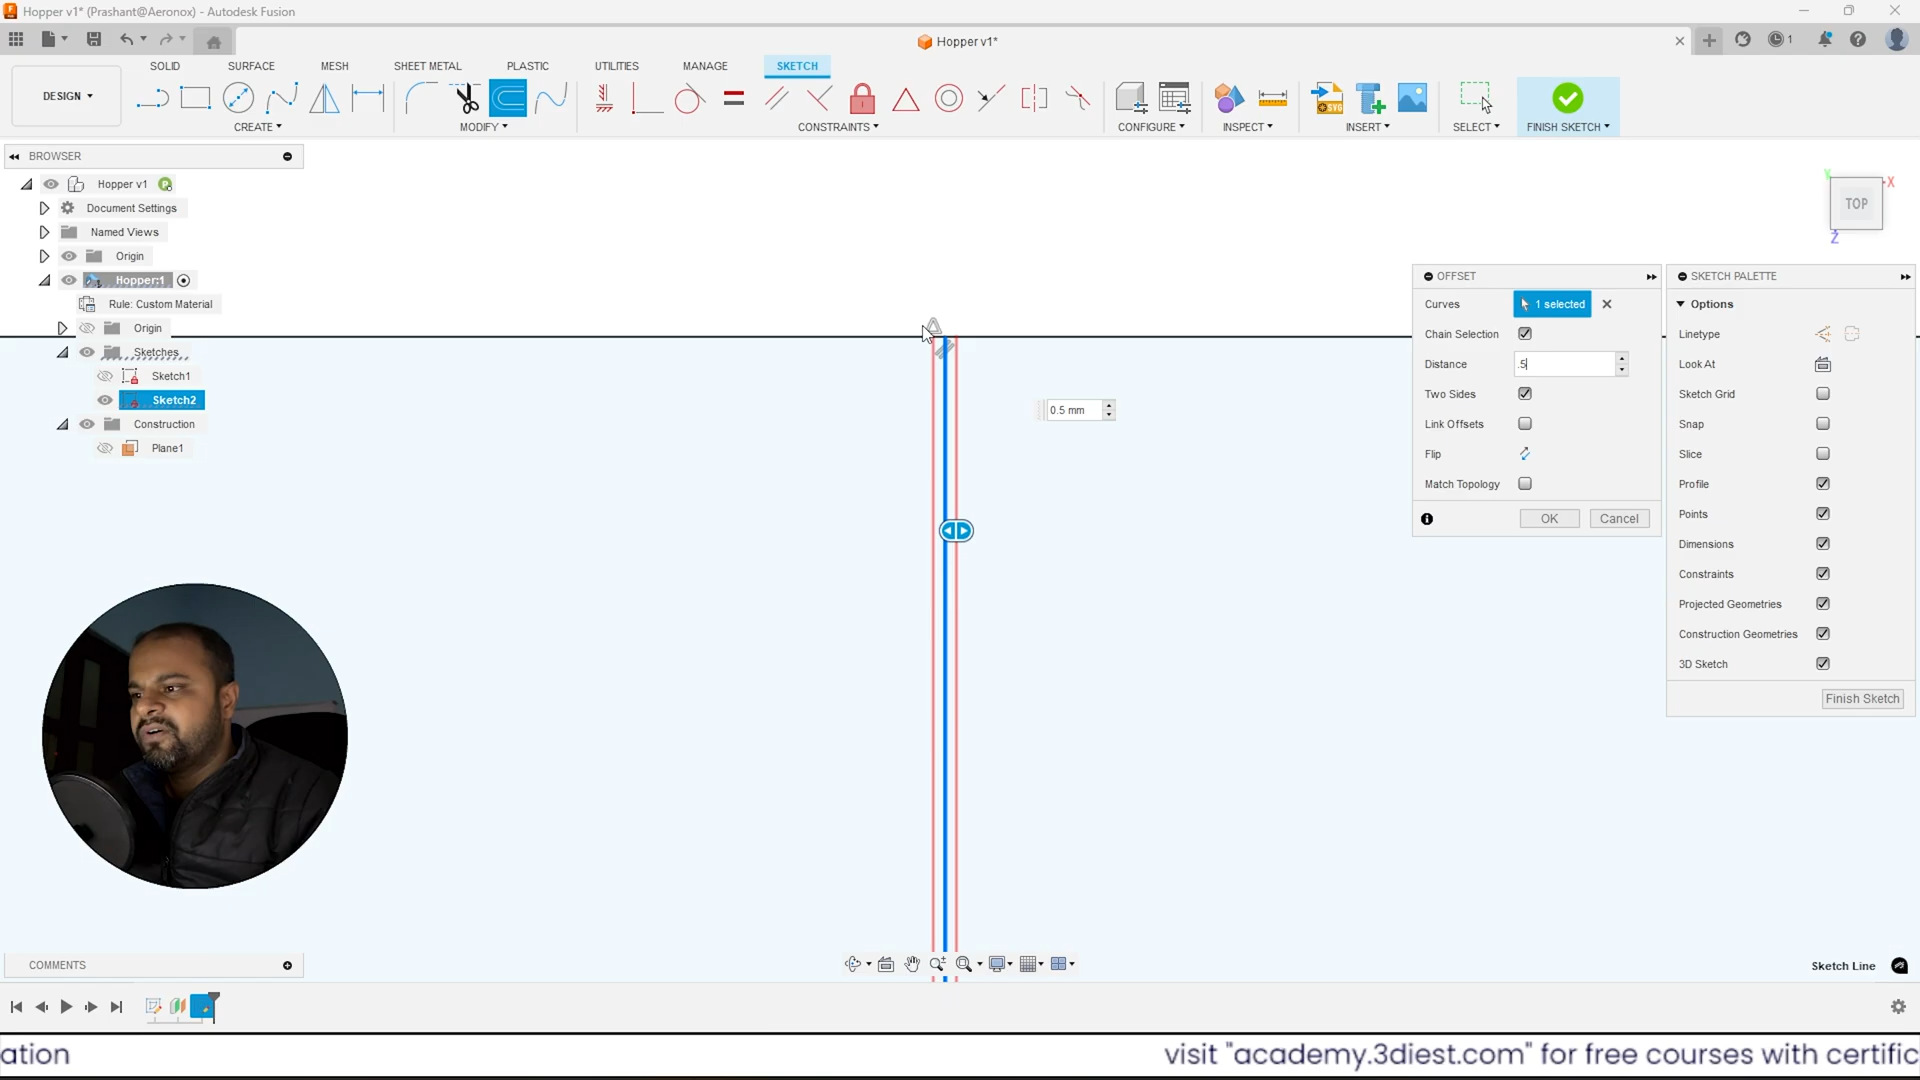 Hopper v1* (Prashant@Aeronox) - Autodesk Fusion
Hopper v1*
1
DESIGN
SOLID
SURFACE
MESH
SHEET METAL
PLASTIC
UTILITIES
MANAGE
SKETCH
CREATE
MODIFY
CONSTRAINTS
CONFIGURE
INSPECT
INSERT
SELECT
FINISH SKETCH
BROWSER
Hopper v1
Document Settings
Named Views
Origin
Hopper:1
Rule: Custom Material
Origin
Sketches
Sketch1
Sketch2
Construction
Plane1
TOP
X
Y
Z
0.5 mm
OFFSET
Curves 1 selected
Chain Selection
Distance .5
Two Sides
Link Offsets
Flip
Match Topology
OK Cancel
SKETCH PALETTE
Options
Linetype
Look At
Sketch Grid
Snap
Slice
Profile
Points
Dimensions
Constraints
Projected Geometries
Construction Geometries
3D Sketch
Finish Sketch
COMMENTS
Sketch Line
ation visit "academy.3diest.com" for free courses with certific